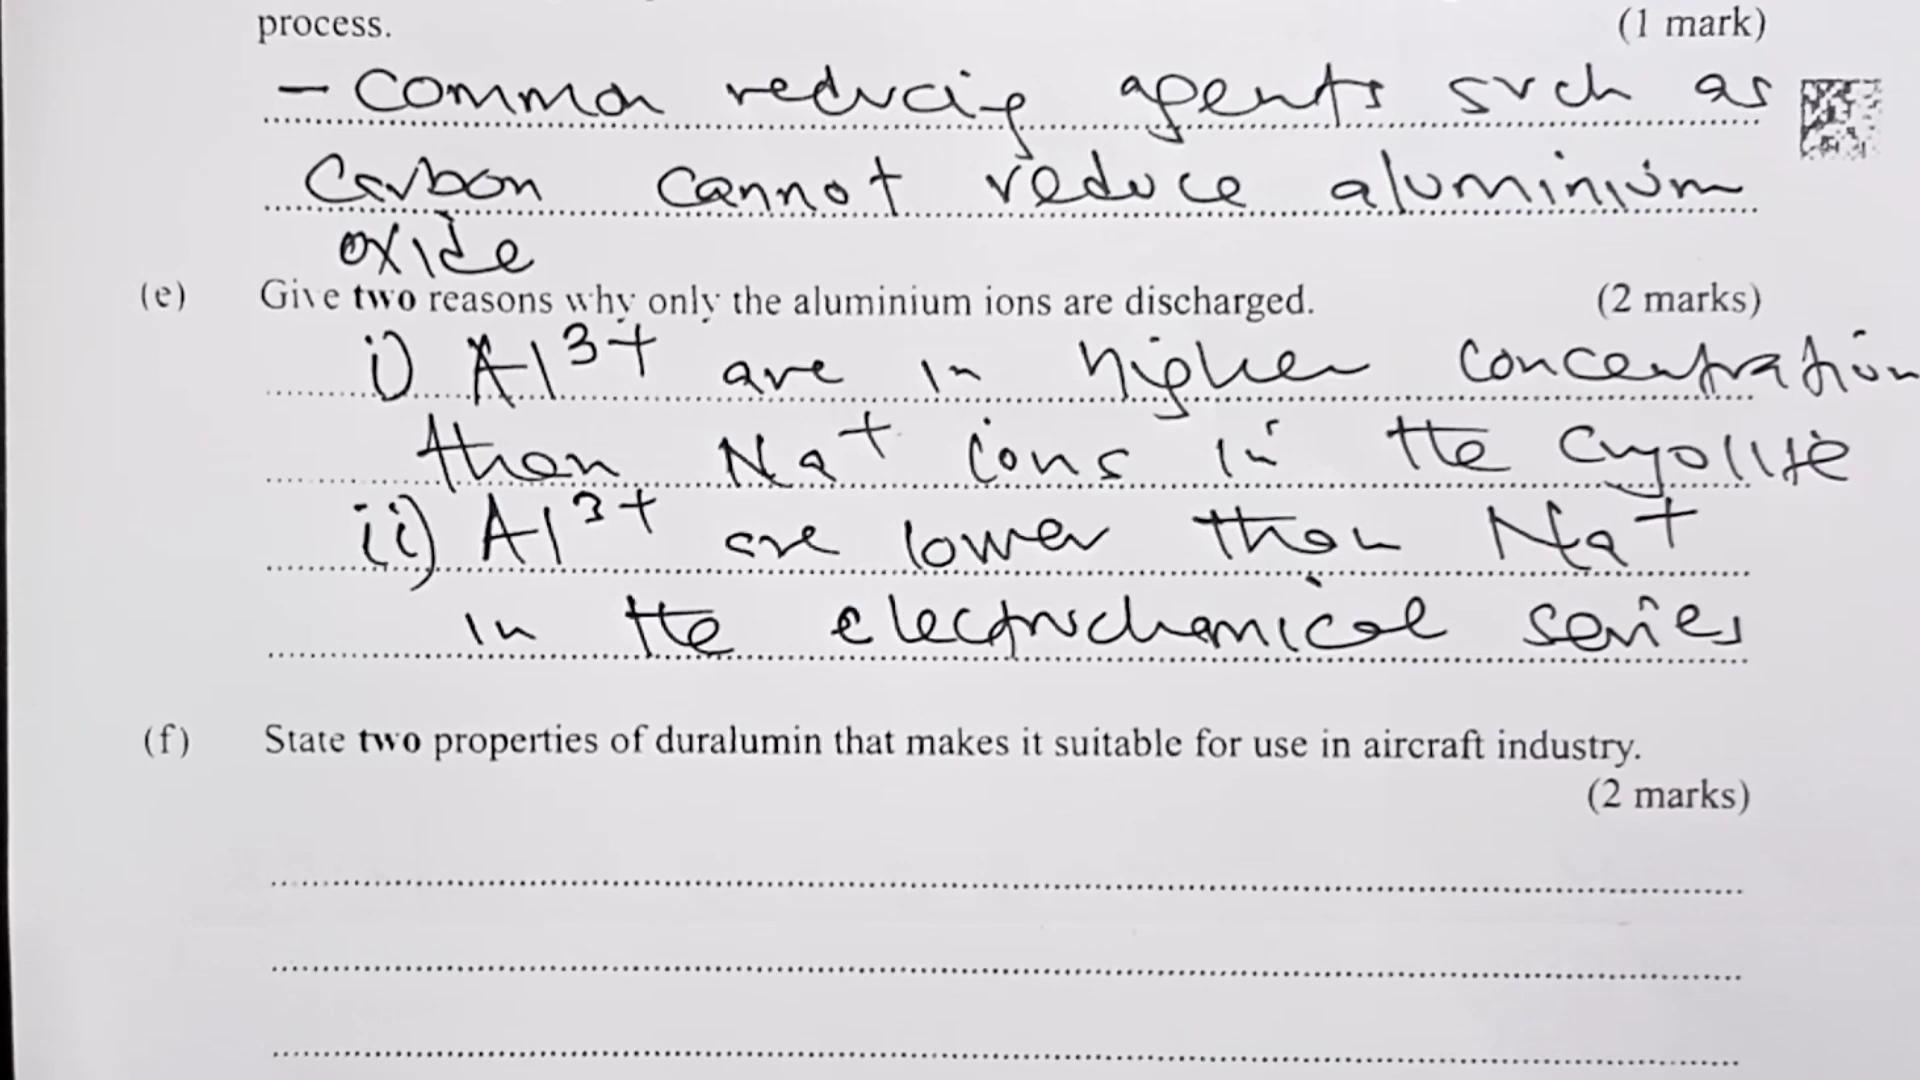 process. (1 mark)
- Common reducing agents such as
Carbon cannot reduce aluminium
oxide
(e) Give two reasons why only the aluminium ions are discharged. (2 marks)
i) Al³⁺ are in higher concentration
than Na⁺ ions in the cryolite
ii) Al³⁺ are lower than Na⁺
in the electrochemical series
(f) State two properties of duralumin that makes it suitable for use in aircraft industry.
(2 marks)